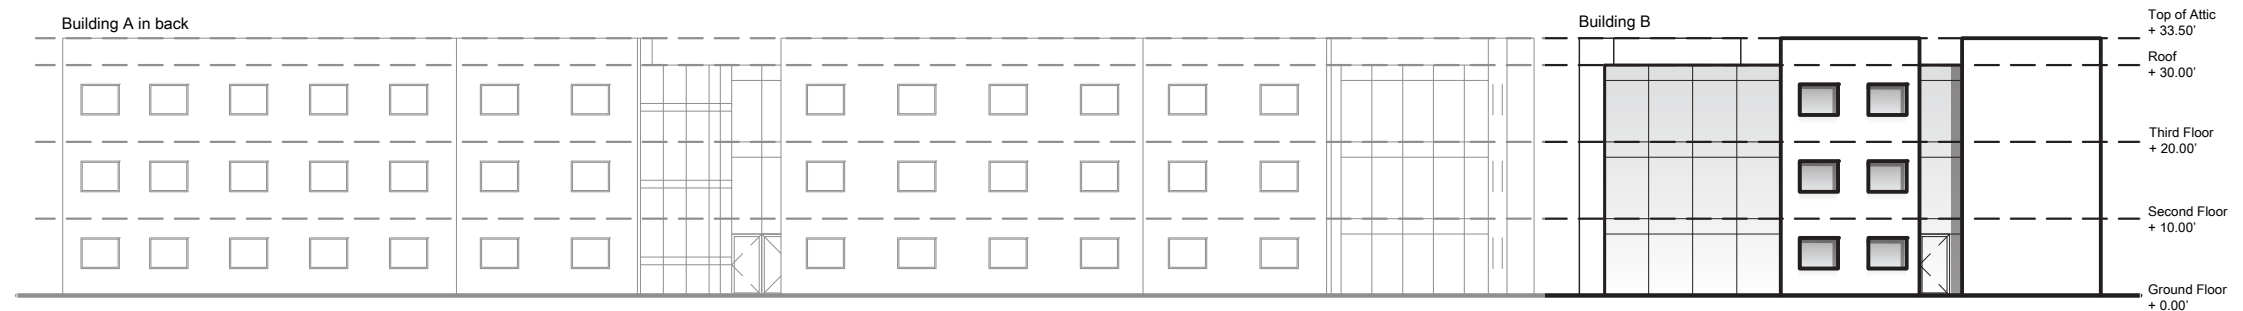 Building A in back
Building B
Top of Attic
+ 33.50'
Roof
+ 30.00'
Third Floor
+ 20.00'
Second Floor
+ 10.00'
Ground Floor
+ 0.00'